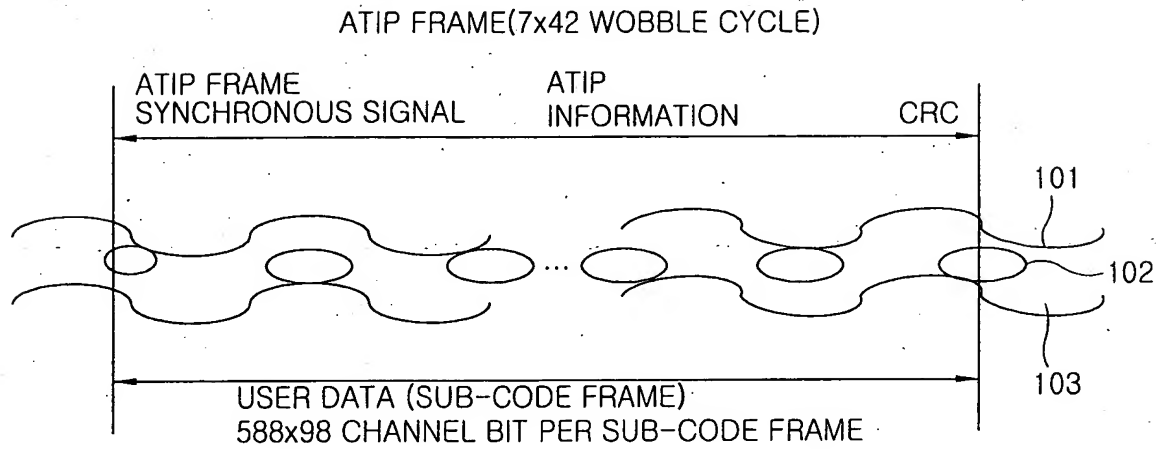 ATIP FRAME(7x42 WOBBLE CYCLE)
ATIP FRAME
SYNCHRONOUS SIGNAL
ATIP
INFORMATION
CRC
101
102
103
USER DATA (SUB-CODE FRAME)
588x98 CHANNEL BIT PER SUB-CODE FRAME